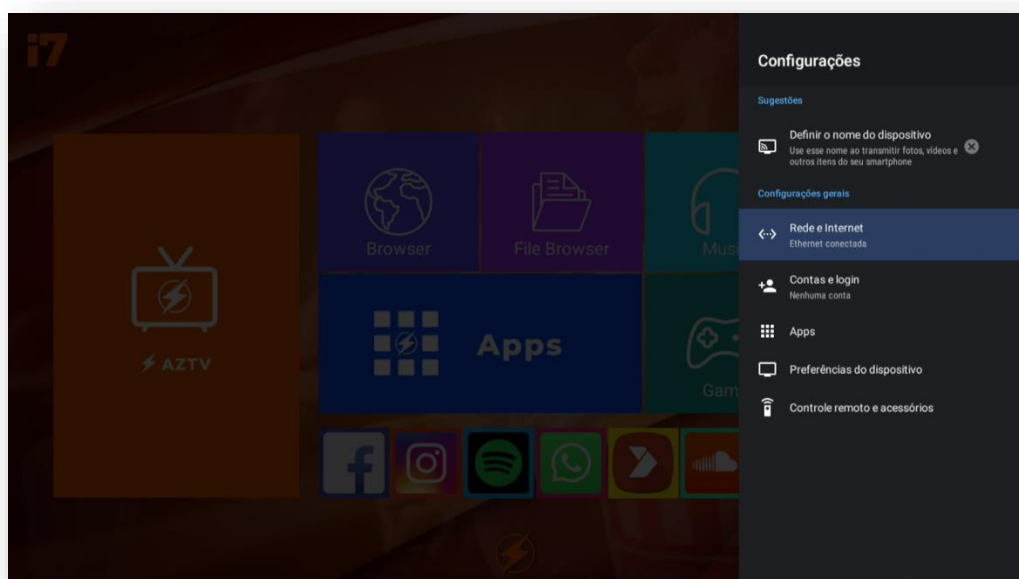 i7
Configurações
Sugestões
Definir o nome do dispositivo
Use esse nome ao transmitir fotos, vídeos e
outros itens do seu smartphone
Configurações gerais
Rede e Internet
Ethernet conectada
Contas e login
Nenhuma conta
Apps
Preferências do dispositivo
Controle remoto e acessórios
Browser
File Browser
Musi
AZTV
Apps
Gam